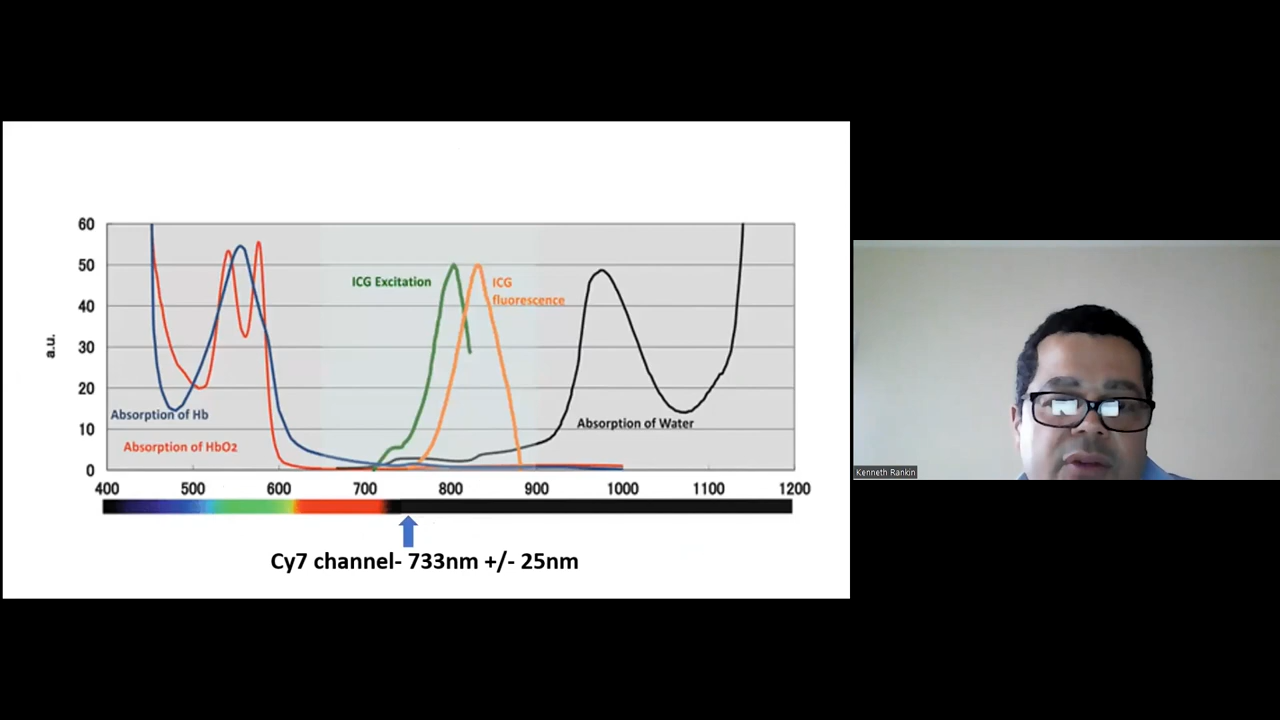 60
50
40
30
20
10
0
a.u.
ICG Excitation
ICG
fluorescence
Absorption of Hb
Absorption of HbO2
Absorption of Water
400 500 600 700 800 900 1000 1100 1200
Cy7 channel- 733nm +/- 25nm
Kenneth Rankin